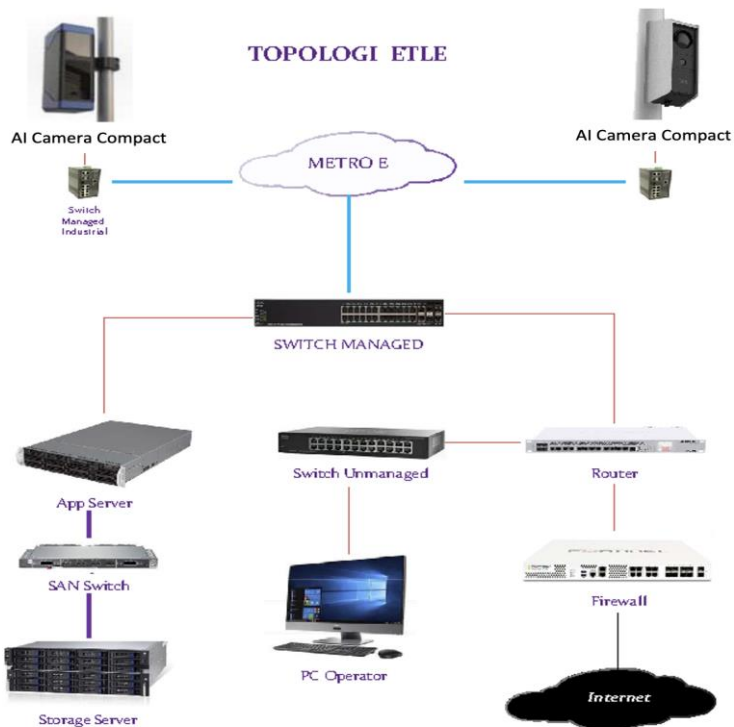 TOPOLOGI ETLE
AI Camera Compact
AI Camera Compact
METRO E
Switch
Managed
Industrial
SWITCH MANAGED
App Server
Switch Unmanaged
Router
FORTINET
SAN Switch
Firewall
PC Operator
Internet
Storage Server